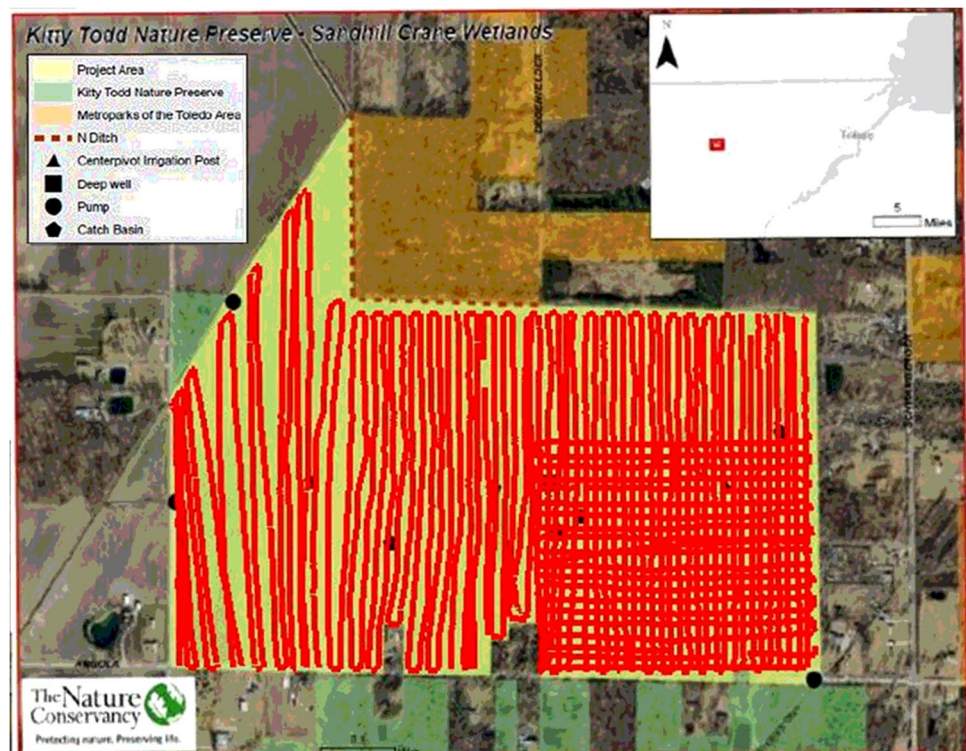 Kitty Todd Nature Preserve - Sandhill Crane Wetlands
Project Area
Kitty Todd Nature Preserve
Metroparks of the Toledo Area
N Ditch
Centerpivot Irrigation Post
Deep well
Pump
Catch Basin
N
Toledo
5
Miles
ANGOLA
The Nature
Conservancy
Protecting nature. Preserving life.